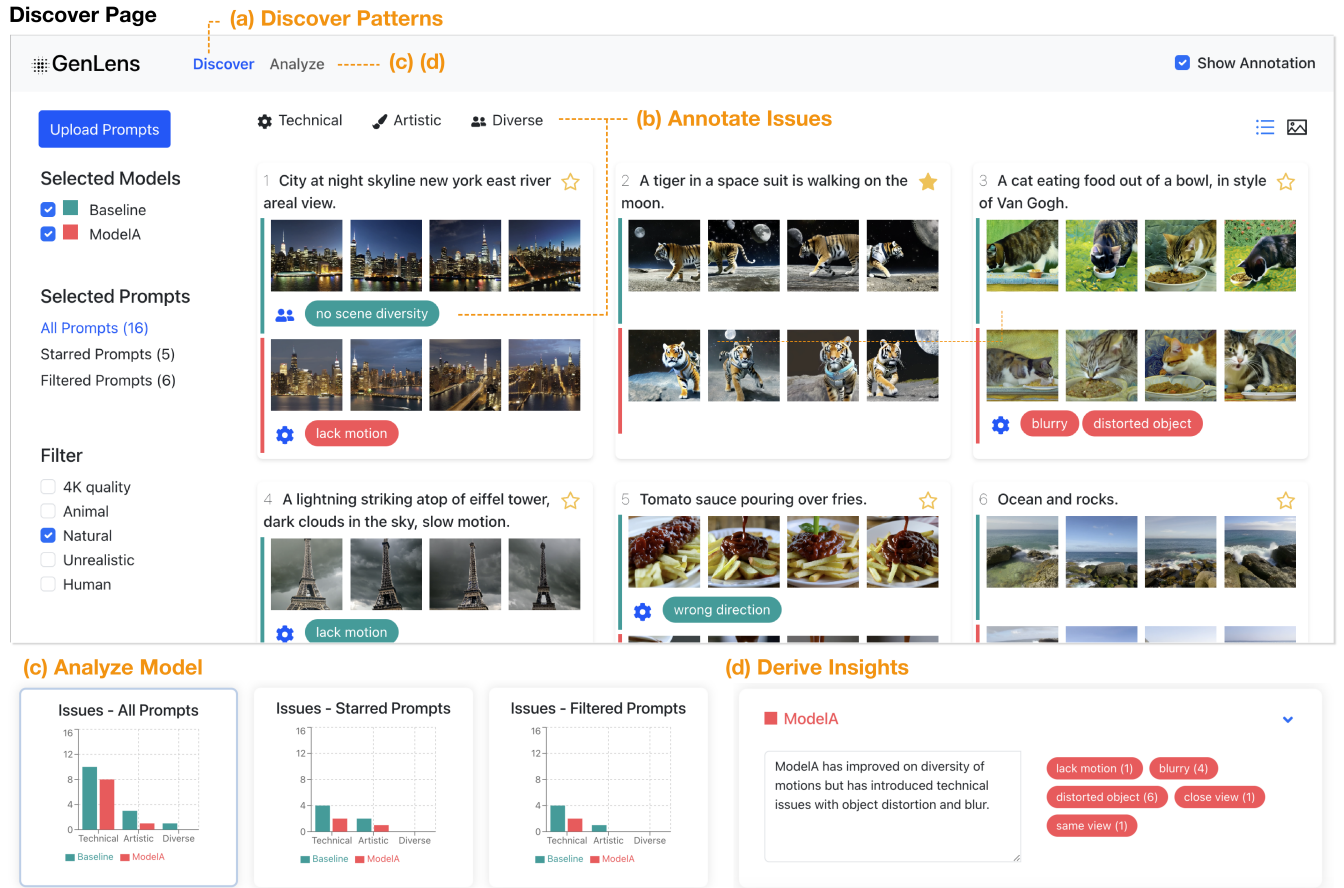 Discover Page
(a) Discover Patterns
GenLens
Discover
Analyze
(c) (d)
Show Annotation
Upload Prompts
Technical
Artistic
Diverse
(b) Annotate Issues
Selected Models
Baseline
ModelA
Selected Prompts
All Prompts (16)
Starred Prompts (5)
Filtered Prompts (6)
Filter
4K quality
Animal
Natural
Unrealistic
Human
1 City at night skyline new york east river
areal view.
no scene diversity
lack motion
2 A tiger in a space suit is walking on the
moon.
3 A cat eating food out of a bowl, in style
of Van Gogh.
blurry
distorted object
4 A lightning striking atop of eiffel tower,
dark clouds in the sky, slow motion.
lack motion
5 Tomato sauce pouring over fries.
wrong direction
6 Ocean and rocks.
(c) Analyze Model
Issues - All Prompts
16
12
8
4
0
Technical Artistic Diverse
Baseline ModelA
Issues - Starred Prompts
16
12
8
4
0
Technical Artistic Diverse
Baseline ModelA
Issues - Filtered Prompts
16
12
8
4
0
Technical Artistic Diverse
Baseline ModelA
(d) Derive Insights
ModelA
ModelA has improved on diversity of
motions but has introduced technical
issues with object distortion and blur.
lack motion (1)
blurry (4)
distorted object (6)
close view (1)
same view (1)